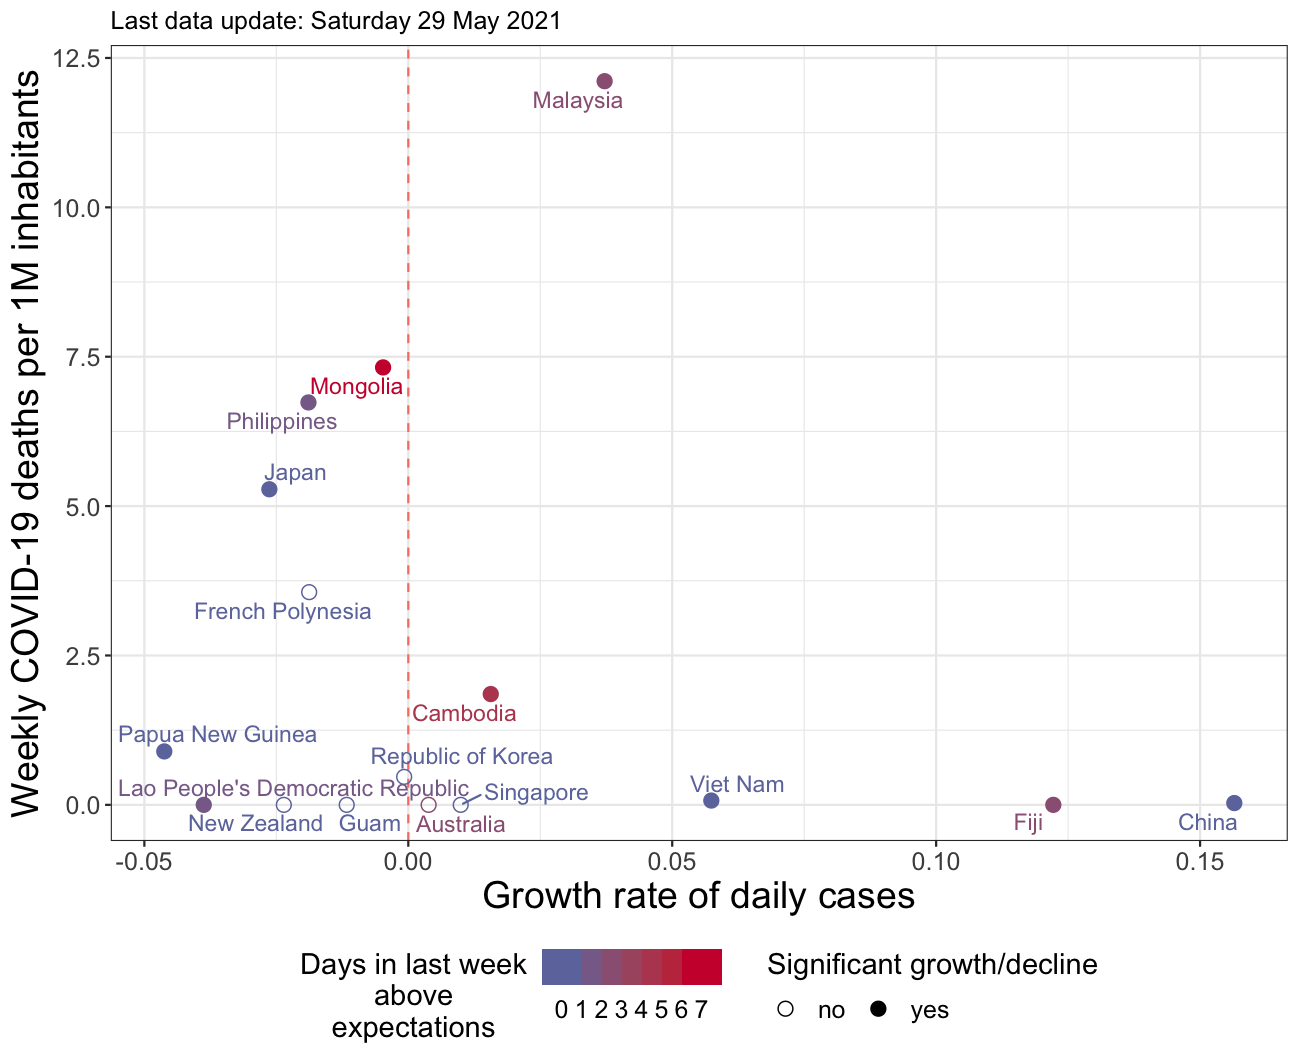 Last data update: Saturday 29 May 2021
Weekly COVID-19 deaths per 1M inhabitants
12.5
10.0
7.5
5.0
2.5
0.0
Malaysia
Mongolia
Philippines
Japan
French Polynesia
Cambodia
Papua New Guinea
Republic of Korea
Lao People's Democratic Republic
Singapore
Viet Nam
New Zealand
Guam
Australia
Fiji
China
-0.05
0.00
0.05
0.10
0.15
Growth rate of daily cases
Days in last week
above
expectations
0 1 2 3 4 5 6 7
Significant growth/decline
no
yes